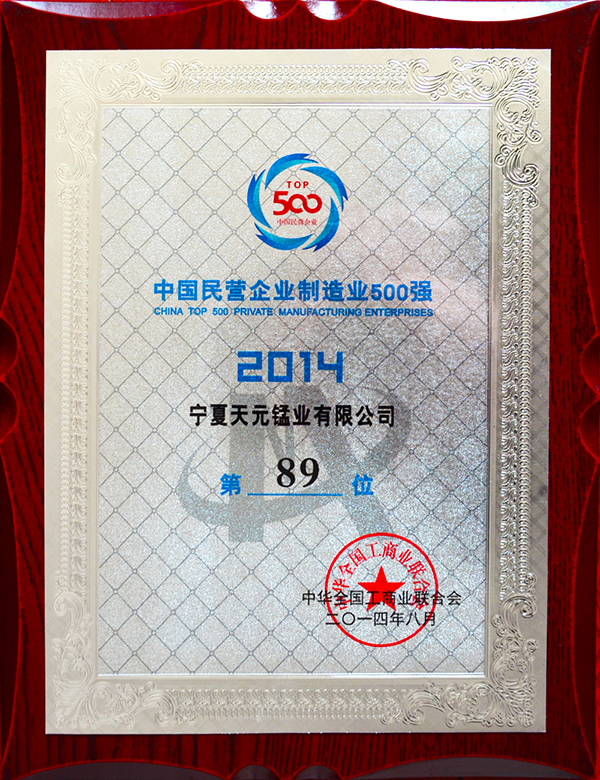 TOP
500
中国民营企业
中国民营企业制造业500强
CHINA TOP 500 PRIVATE MANUFACTURING ENTERPRISES
2014
宁夏天元锰业有限公司
第 89 位
中华全国工商业联合会
中华全国工商业联合会
二〇一四年八月